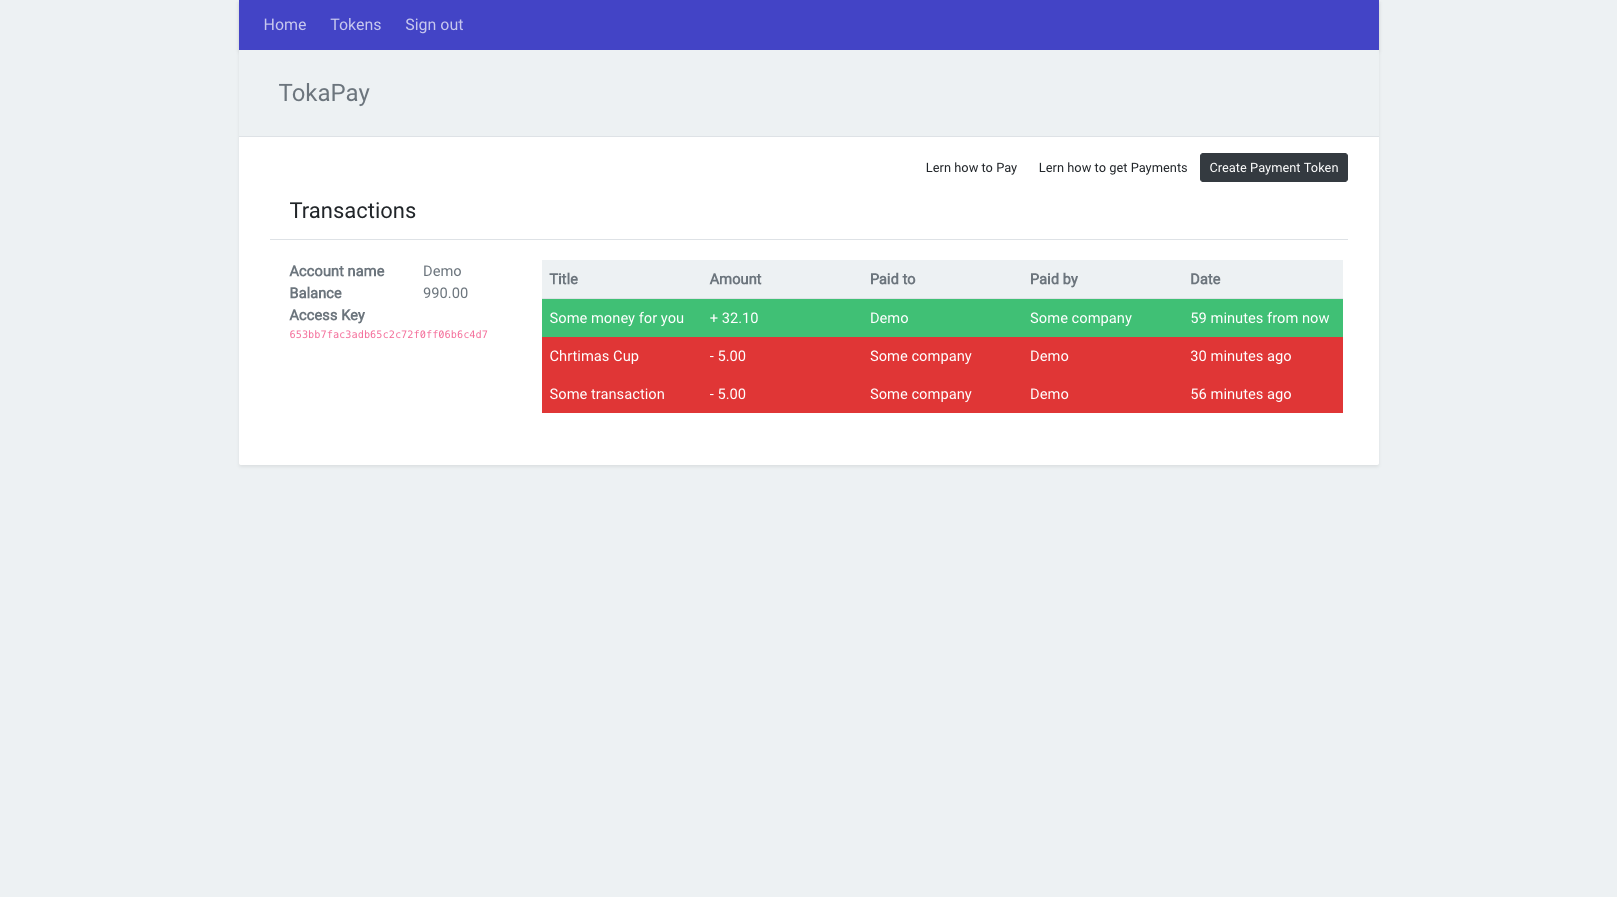 Home Tokens Sign out
TokaPay
Lern how to Pay Lern how to get Payments Create Payment Token
Transactions
Account name Demo
Balance 990.00
Access Key
653bb7fac3adb65c2c72f0ff06b6c4d7
Title Amount Paid to Paid by Date
Some money for you + 32.10 Demo Some company 59 minutes from now
Chrtimas Cup - 5.00 Some company Demo 30 minutes ago
Some transaction - 5.00 Some company Demo 56 minutes ago